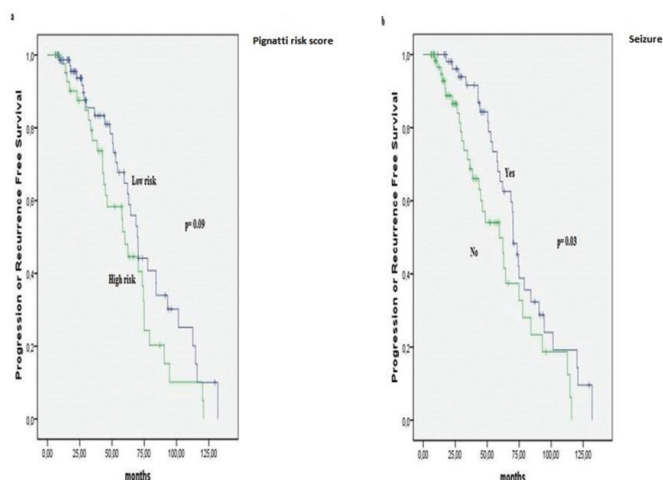 a
Pignatti risk score
Progression or Recurrence Free Survival
1,0
0,8
0,6
0,4
0,2
0,0
Low risk
High risk
p= 0.09
0,00 25,00 50,00 75,00 100,00 125,00
months
b
Seizure
Progression or Recurrence Free Survival
1,0
0,8
0,6
0,4
0,2
0,0
Yes
No
p= 0.03
0,00 25,00 50,00 75,00 100,00 125,00
months